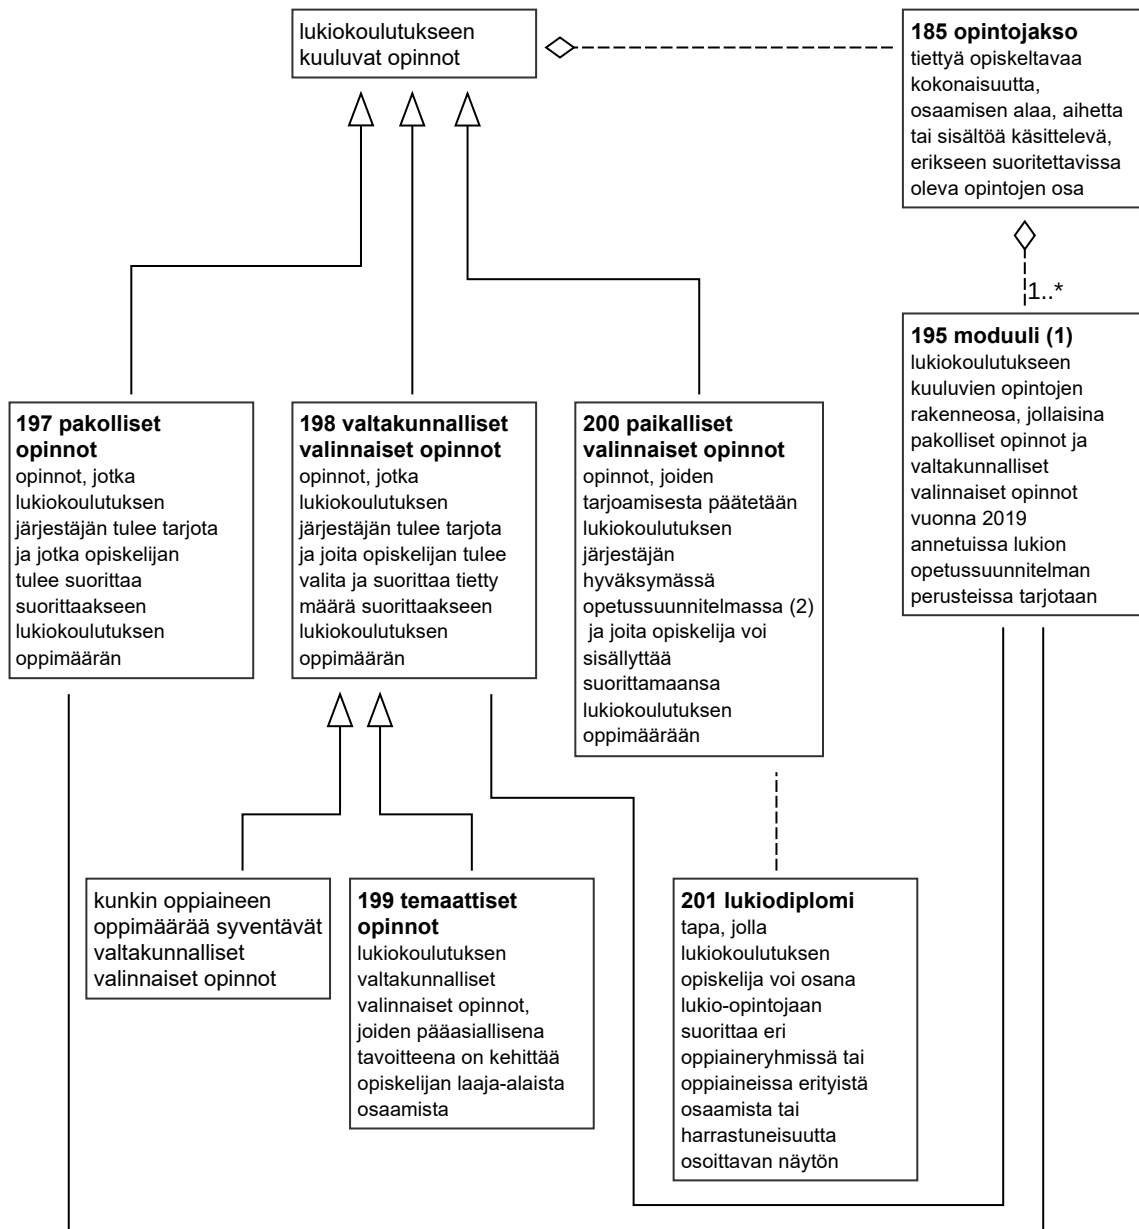 lukiokoulutukseen
kuuluvat opinnot
185 opintojakso
tiettyä opiskeltavaa
kokonaisuutta,
osaamisen alaa, aihetta
tai sisältöä käsittelevä,
erikseen suoritettavissa
oleva opintojen osa
1..*
195 moduuli (1)
lukiokoulutukseen
kuuluvien opintojen
rakenneosa, jollaisina
pakolliset opinnot ja
valtakunnalliset
valinnaiset opinnot
vuonna 2019
annetuissa lukion
opetussuunnitelman
perusteissa tarjotaan
197 pakolliset
opinnot
opinnot, jotka
lukiokoulutuksen
järjestäjän tulee tarjota
ja jotka opiskelijan
tulee suorittaa
suorittaakseen
lukiokoulutuksen
oppimäärän
198 valtakunnalliset
valinnaiset opinnot
opinnot, jotka
lukiokoulutuksen
järjestäjän tulee tarjota
ja joita opiskelijan tulee
valita ja suorittaa tietty
määrä suorittaakseen
lukiokoulutuksen
oppimäärän
200 paikalliset
valinnaiset opinnot
opinnot, joiden
tarjoamisesta päätetään
lukiokoulutuksen
järjestäjän
hyväksymässä
opetussuunnitelmassa (2)
ja joita opiskelija voi
sisällyttää
suorittamaansa
lukiokoulutuksen
oppimäärään
kunkin oppiaineen
oppimäärää syventävät
valtakunnalliset
valinnaiset opinnot
199 temaattiset
opinnot
lukiokoulutuksen
valtakunnalliset
valinnaiset opinnot,
joiden pääasiallisena
tavoitteena on kehittää
opiskelijan laaja-alaista
osaamista
201 lukiodiplomi
tapa, jolla
lukiokoulutuksen
opiskelija voi osana
lukio-opintojaan
suorittaa eri
oppiaineryhmissä tai
oppiaineissa erityistä
osaamista tai
harrastuneisuutta
osoittavan näytön